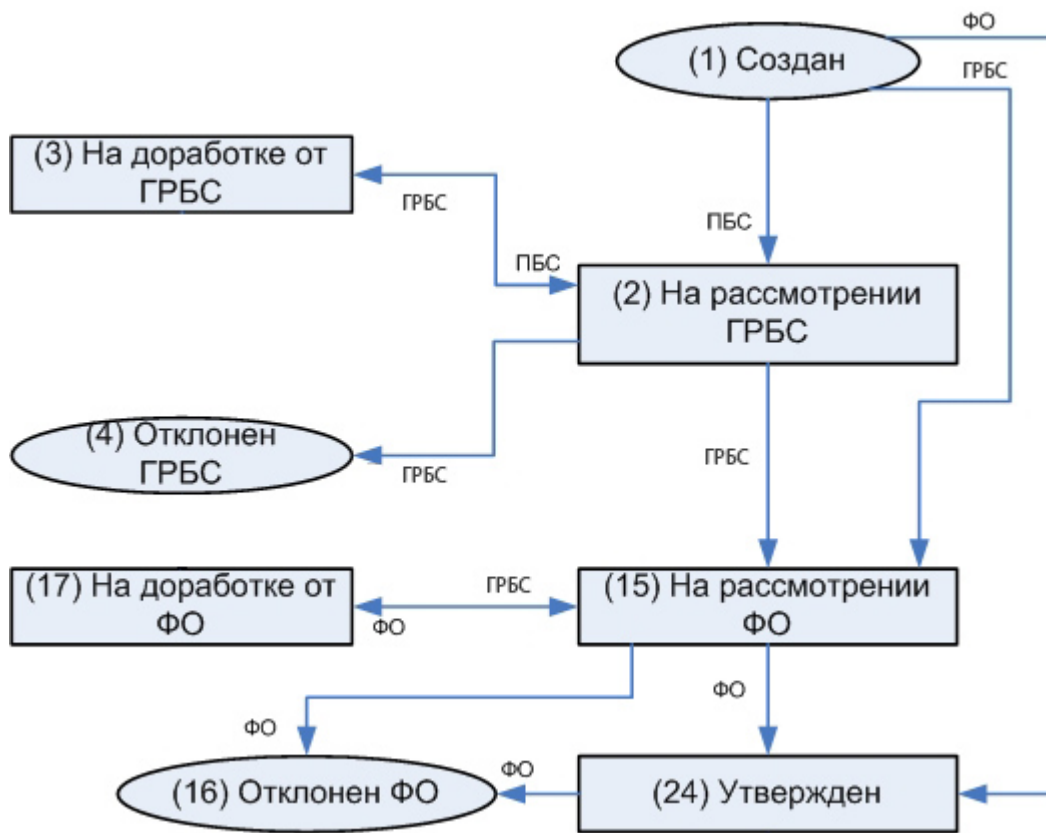 ФО
(1) Создан
ГРБС
(3) На доработке от
ГРБС
ГРБС
ПБС
ПБС
(2) На рассмотрении
ГРБС
(4) Отклонен
ГРБС
ГРБС
ГРБС
(17) На доработке от
ФО
ГРБС
ФО
(15) На рассмотрении
ФО
ФО
ФО
(16) Отклонен ФО
ФО
(24) Утвержден